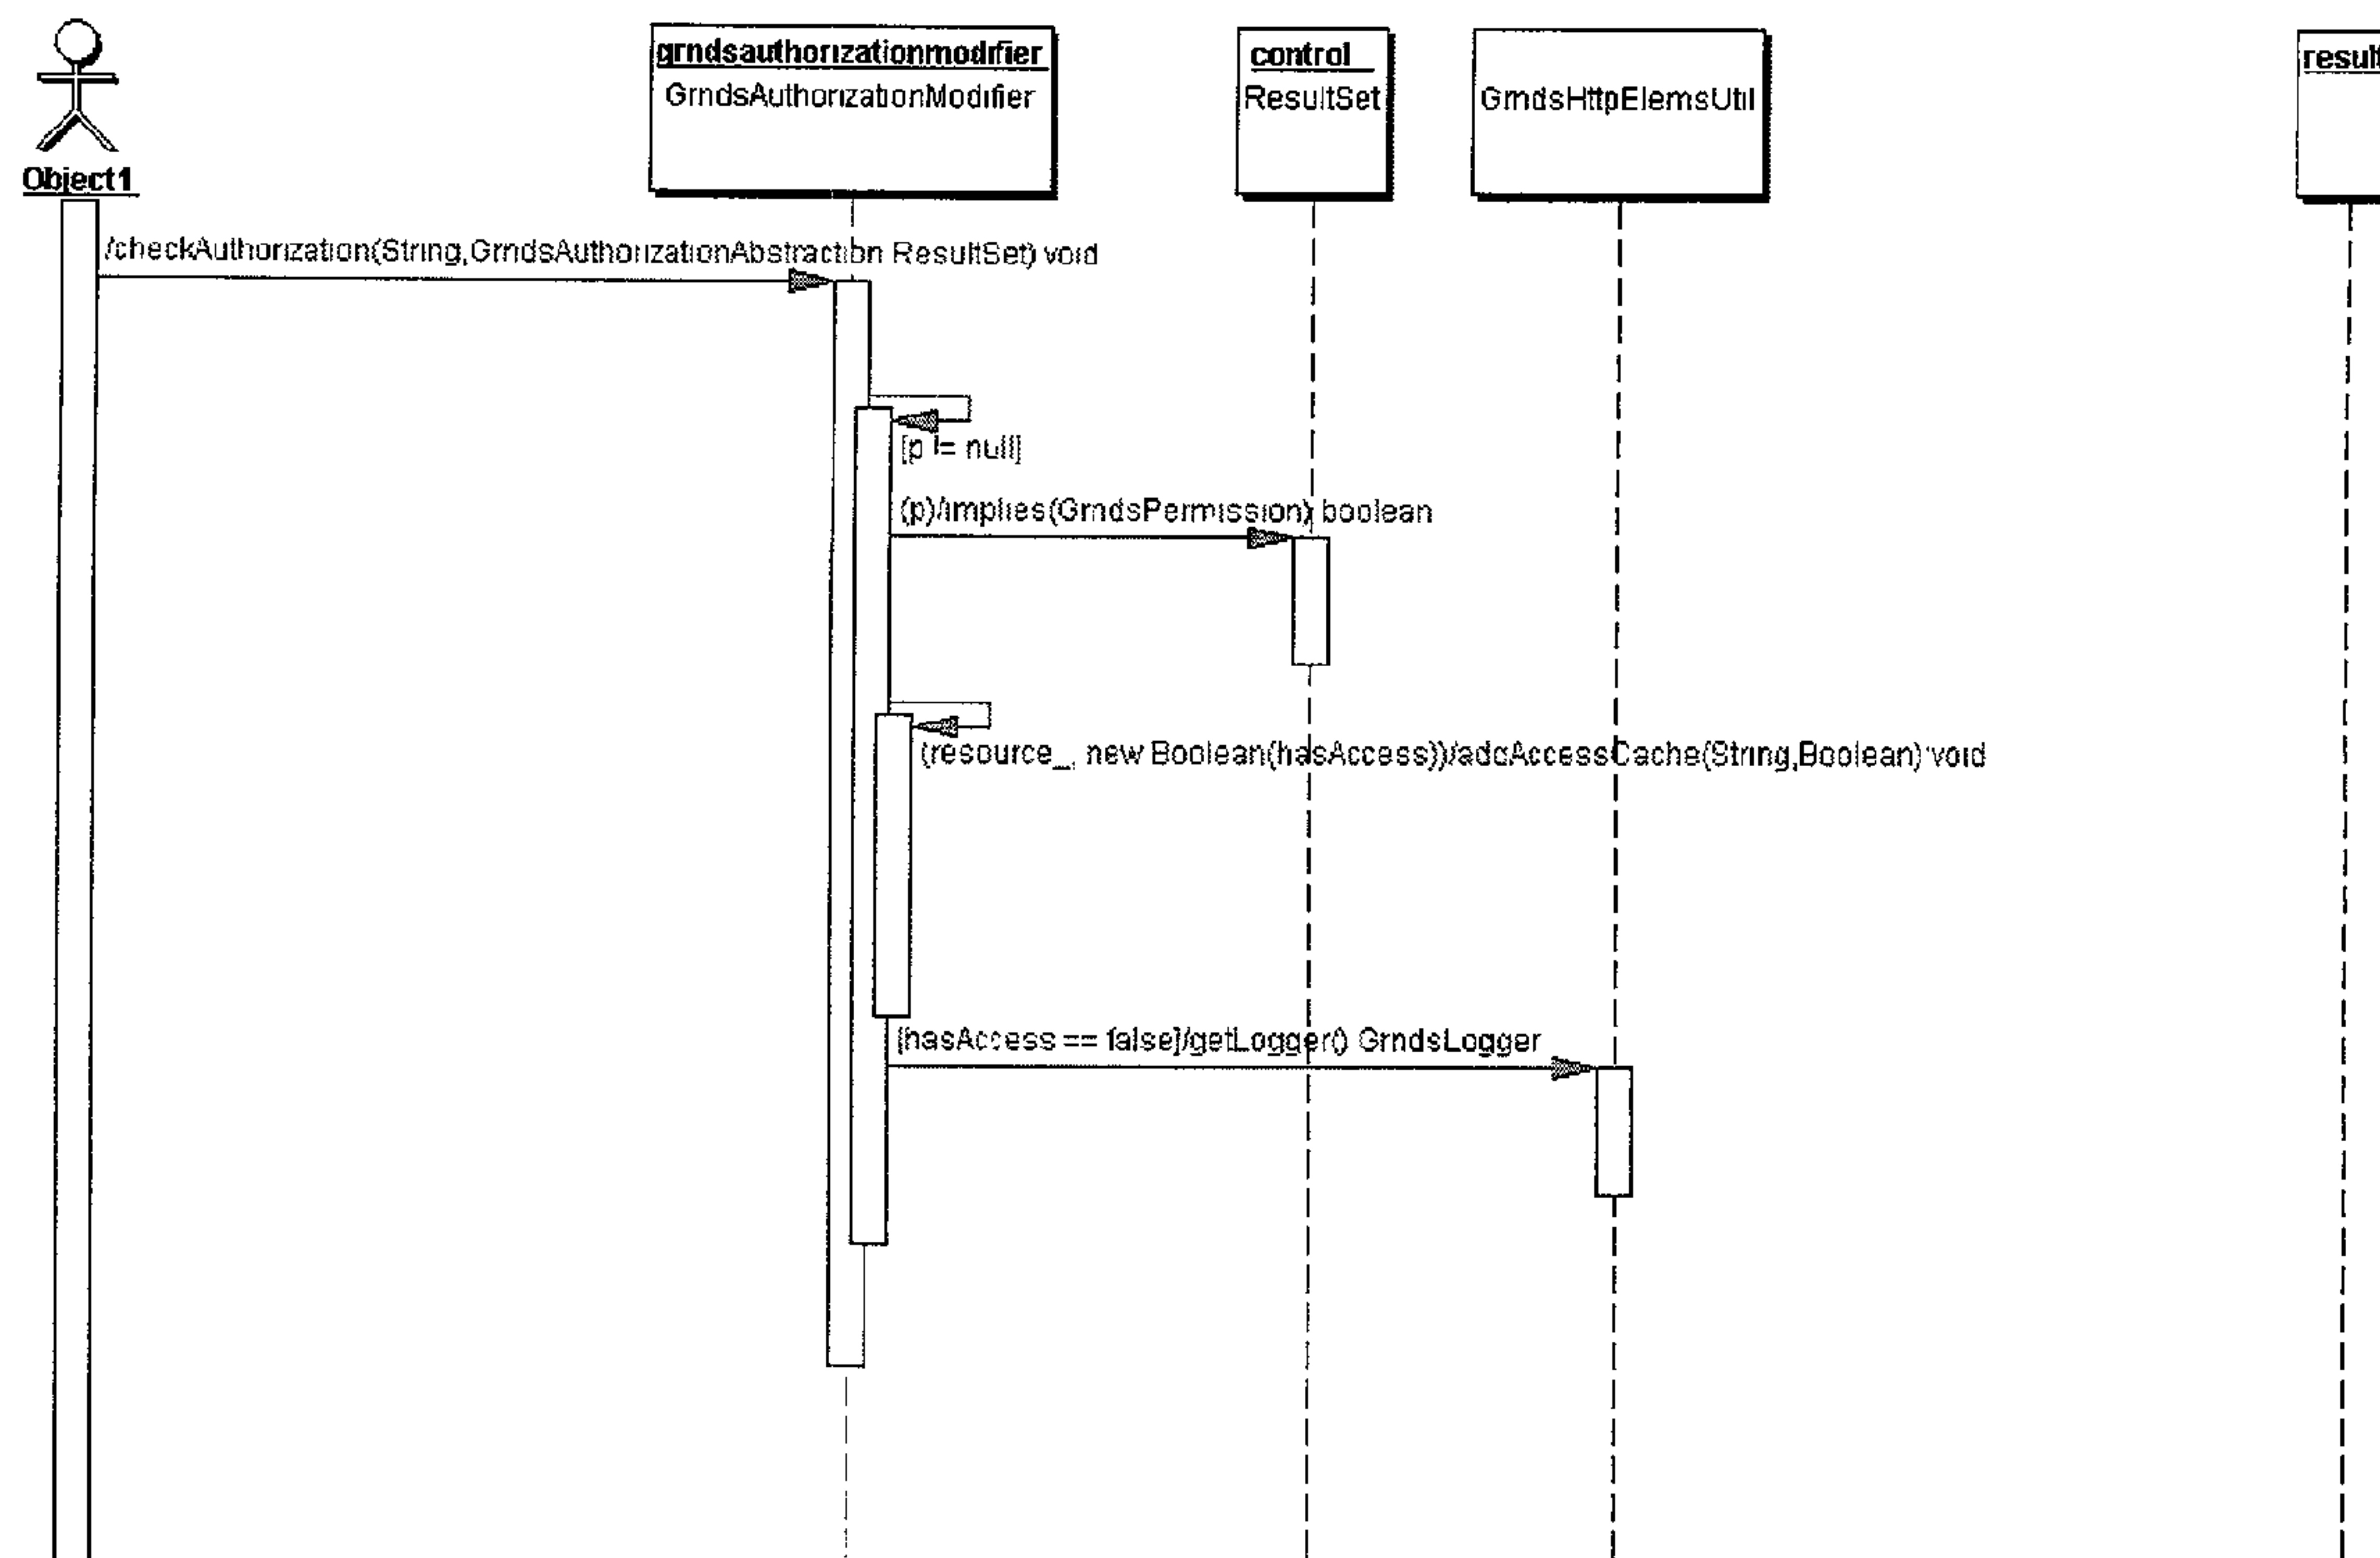 grndsauthorizationmodifier
GrndsAuthorizationModifier
control
ResultSet
GrndsHttpElemsUtil
result
Object1
/checkAuthorization(String,GrndsAuthorizationAbstraction ResultSet) void
[p != null]
(p)/implies(GrndsPermission) boolean
(resource_, new Boolean(hasAccess))/addAccessCache(String,Boolean) void
[hasAccess == false]/getLogger() GrndsLogger